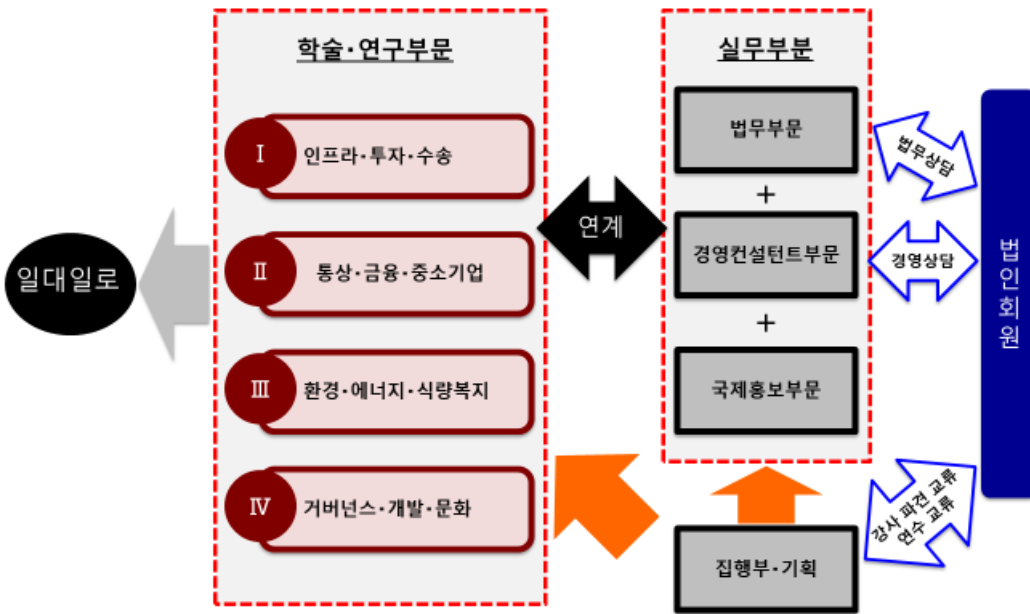 학술·연구부문
실무부분
Ⅰ
인프라·투자·수송
Ⅱ
통상·금융·중소기업
Ⅲ
환경·에너지·식량복지
Ⅳ
거버넌스·개발·문화
일대일로
연계
법무부문
+
경영컨설턴트부문
+
국제홍보부문
집행부·기획
법무상담
경영상담
강사 파견 교류
연수 교류
법인회원